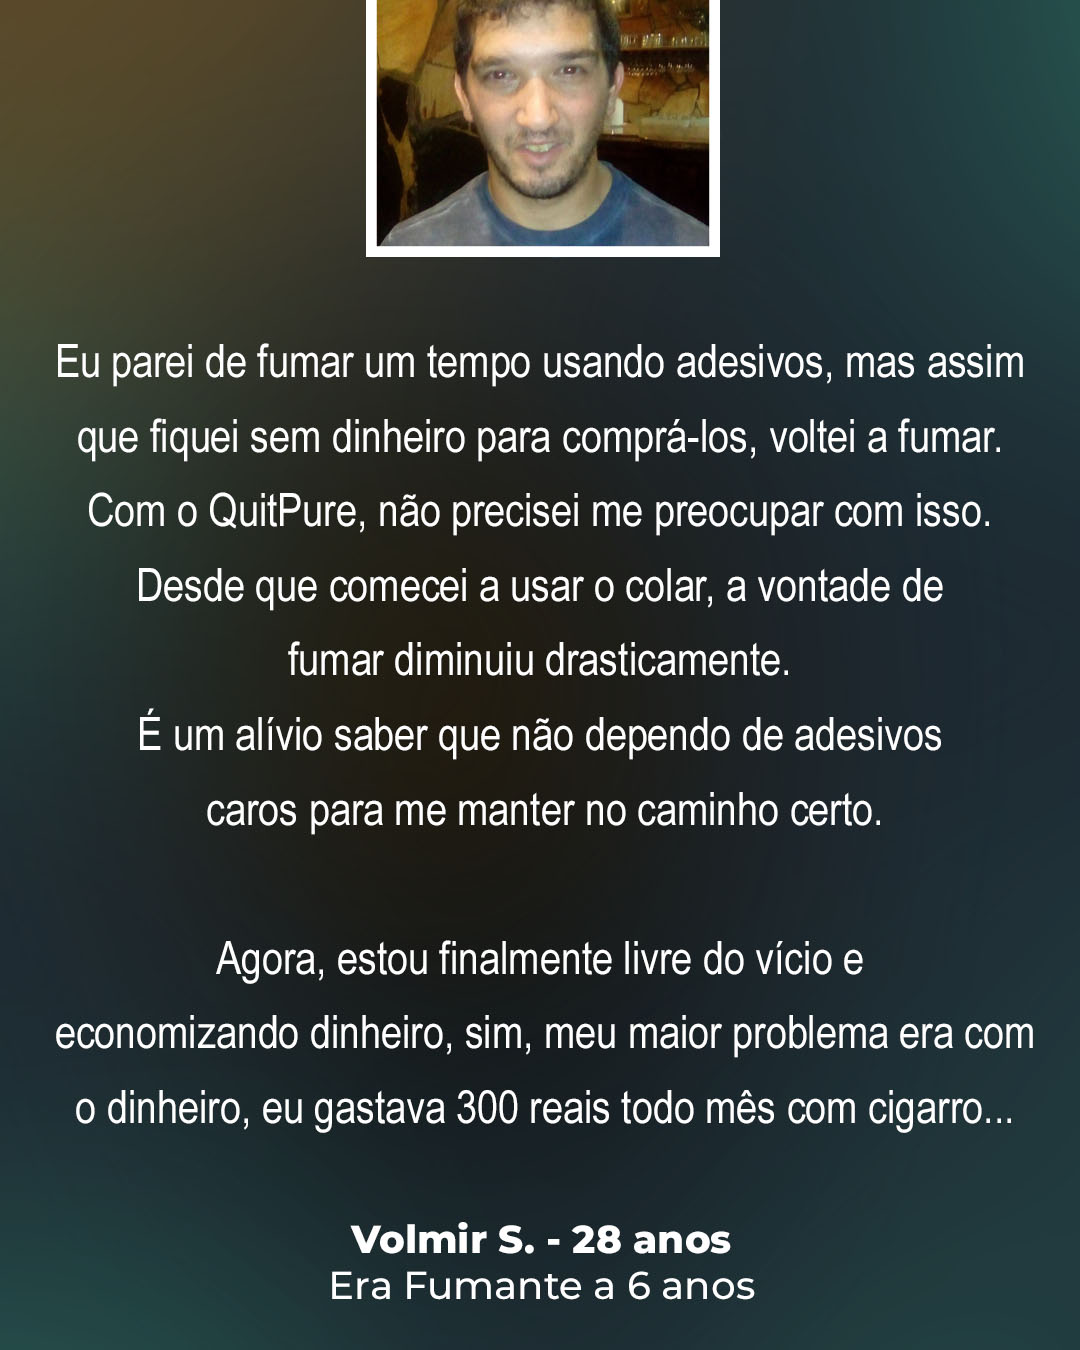 Eu parei de fumar um tempo usando adesivos, mas assim
que fiquei sem dinheiro para comprá-los, voltei a fumar.
Com o QuitPure, não precisei me preocupar com isso.
Desde que comecei a usar o colar, a vontade de
fumar diminuiu drasticamente.
É um alívio saber que não dependo de adesivos
caros para me manter no caminho certo.
Agora, estou finalmente livre do vício e
economizando dinheiro, sim, meu maior problema era com
o dinheiro, eu gastava 300 reais todo mês com cigarro...
Volmir S. - 28 anos
Era Fumante a 6 anos